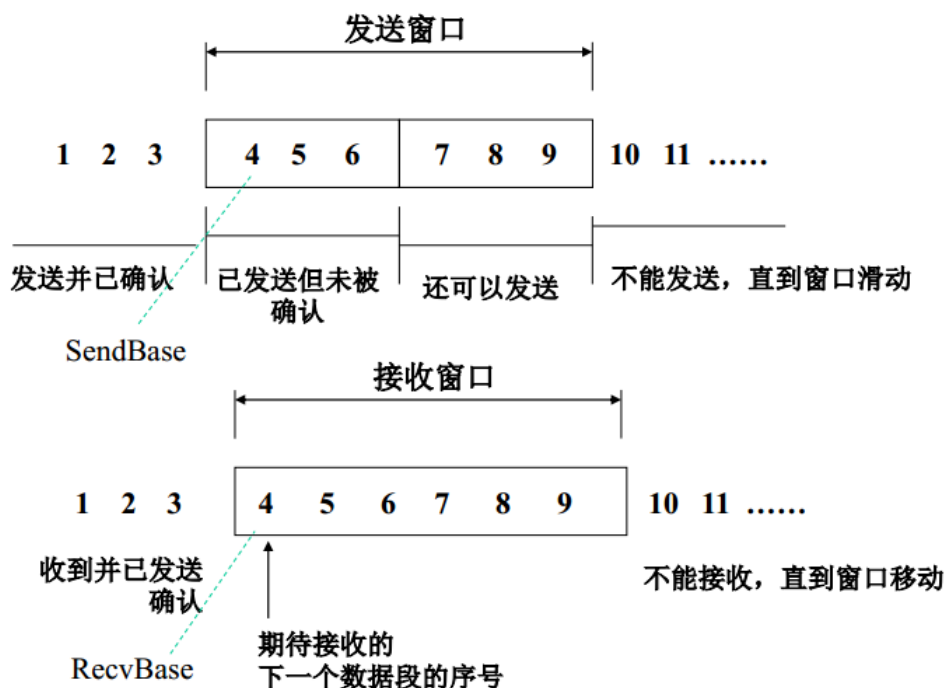 发送窗口
1 2 3 4 5 6 7 8 9 10 11 ……
发送并已确认
已发送但未被
确认
还可以发送
不能发送，直到窗口滑动
SendBase
接收窗口
1 2 3 4 5 6 7 8 9 10 11 ……
收到并已发送
确认
不能接收，直到窗口移动
期待接收的
下一个数据段的序号
RecvBase